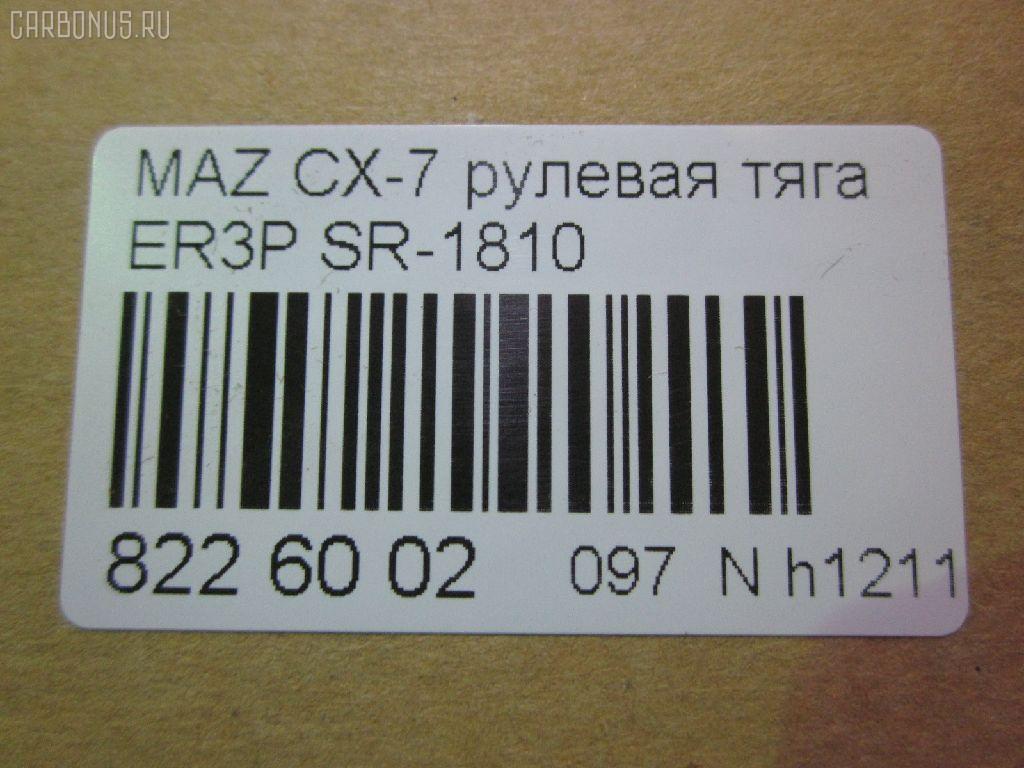 CARBONUS.RU
MAZ CX-7 рулевая тяга
ER3P SR-1810
822 60 02 097 N h1211